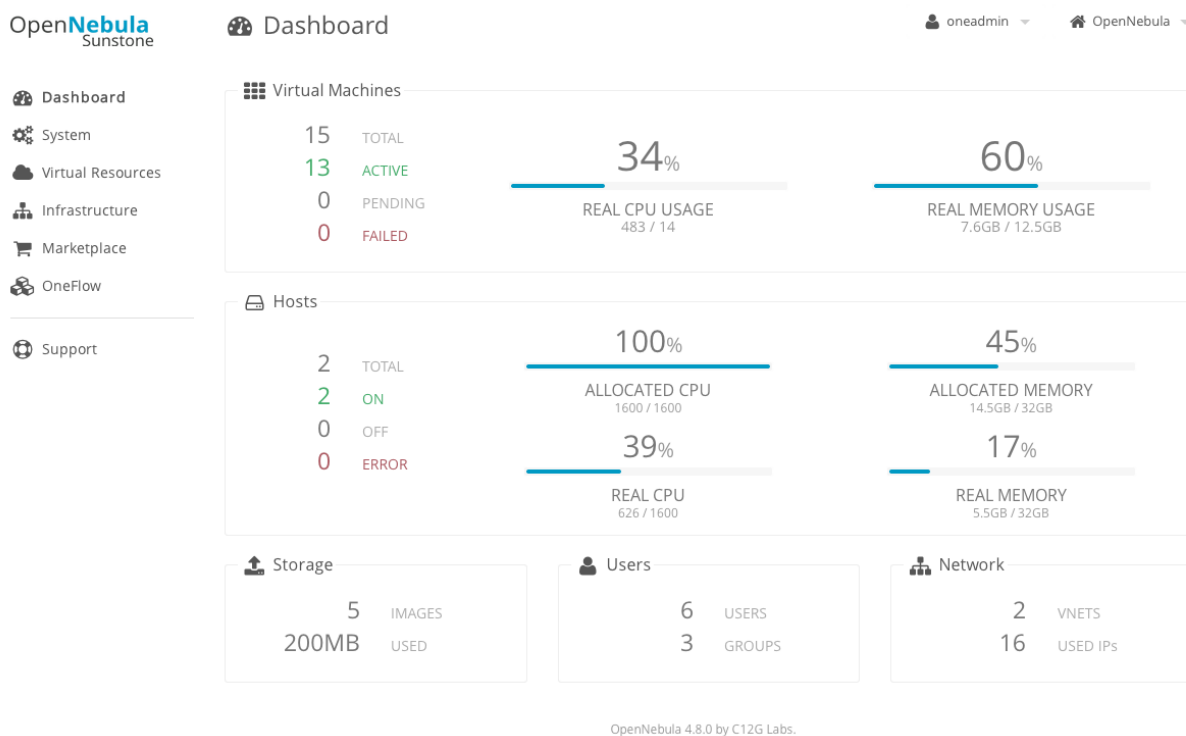 OpenNebula
Sunstone
Dashboard
oneadmin
OpenNebula
Dashboard
System
Virtual Resources
Infrastructure
Marketplace
OneFlow
Support
Virtual Machines
15 TOTAL
13 ACTIVE
0 PENDING
0 FAILED
34%
REAL CPU USAGE
483 / 14
60%
REAL MEMORY USAGE
7.6GB / 12.5GB
Hosts
2 TOTAL
2 ON
0 OFF
0 ERROR
100%
ALLOCATED CPU
1600 / 1600
45%
ALLOCATED MEMORY
14.5GB / 32GB
39%
REAL CPU
626 / 1600
17%
REAL MEMORY
5.5GB / 32GB
Storage
5 IMAGES
200MB USED
Users
6 USERS
3 GROUPS
Network
2 VNETS
16 USED IPs
OpenNebula 4.8.0 by C12G Labs.